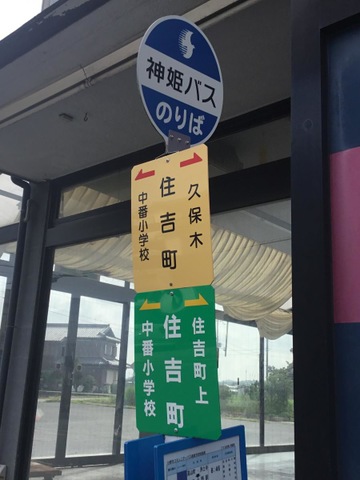 神姫バス
のりば
久保木
住吉町
中番小学校
住吉町上
住吉町
中番小学校